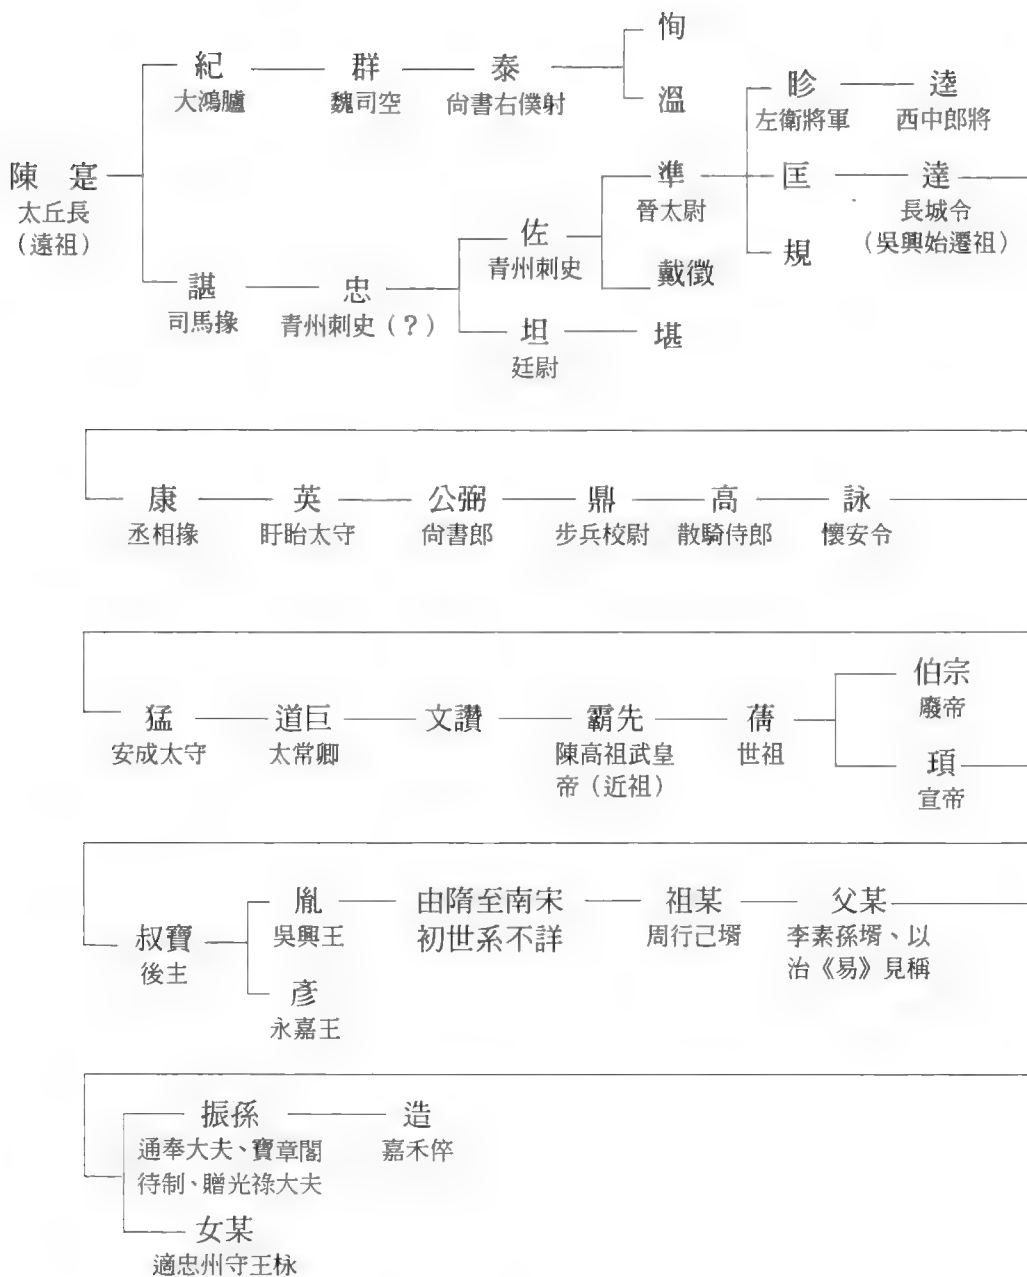 恂
紀 群 泰
大鴻臚 魏司空 尙書右僕射
溫
昣 逵
左衛將軍 西中郎將
陳寔
太丘長
(遠祖)
準
晉太尉
匡 達
長城令
(吳興始遷祖)
佐
青州刺史
戴徵
規
諶 忠
司馬掾 青州刺史(?)
坦 堪
廷尉
康 英 公弼 鼎 高 詠
丞相掾 盱眙太守 尙書郎 步兵校尉 散騎侍郎 懷安令
伯宗
廢帝
猛 道巨 文讚 霸先 蒨
安成太守 太常卿 陳高祖武皇 世祖
帝(近祖)
頊
宣帝
胤 由隋至南宋 祖某 父某
吳興王 初世系不詳 周行己壻 李素孫壻、以
治《易》見稱
叔寶
後主
彥
永嘉王
振孫 造
通奉大夫、寶章閣 嘉禾倅
待制、贈光祿大夫
女某
適忠州守王栐